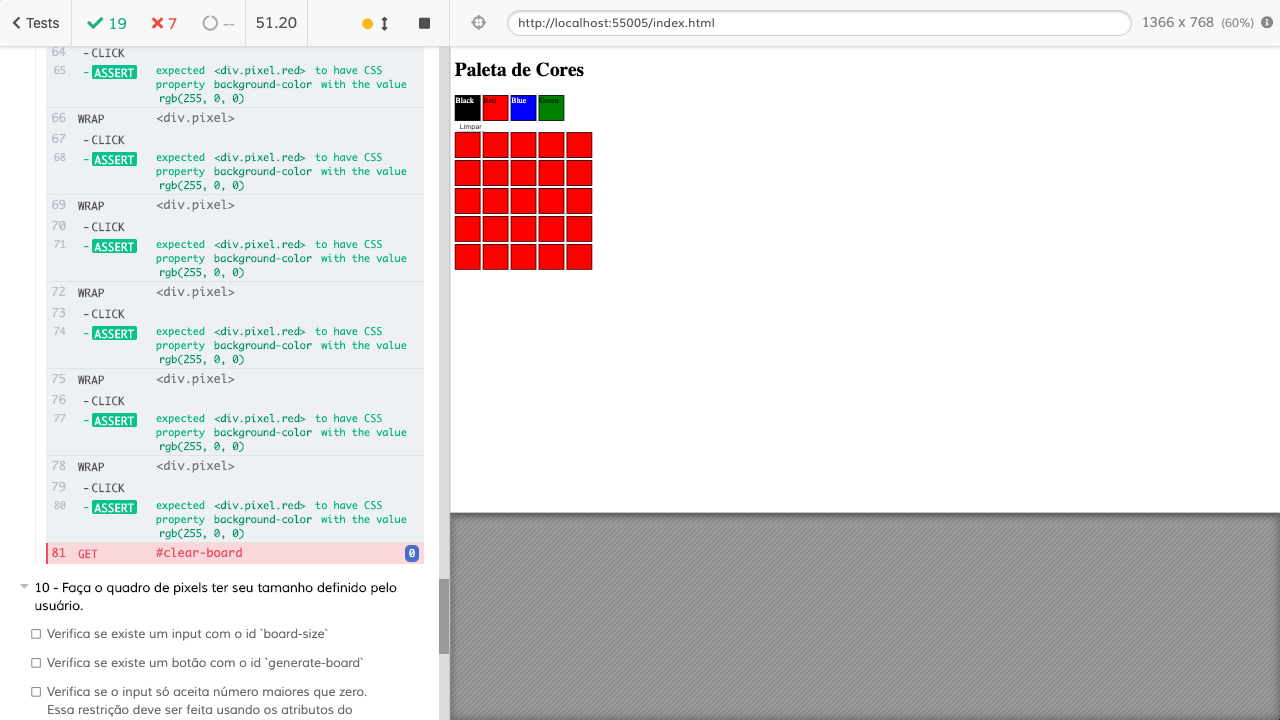 Tests
19
7
--
51.20
http://localhost:55005/index.html
1366 x 768 (60%)
64 -CLICK
65 -ASSERT expected <div.pixel.red> to have CSS
property background-color with the value
rgb(255, 0, 0)
66 WRAP <div.pixel>
67 -CLICK
68 -ASSERT expected <div.pixel.red> to have CSS
property background-color with the value
rgb(255, 0, 0)
69 WRAP <div.pixel>
70 -CLICK
71 -ASSERT expected <div.pixel.red> to have CSS
property background-color with the value
rgb(255, 0, 0)
72 WRAP <div.pixel>
73 -CLICK
74 -ASSERT expected <div.pixel.red> to have CSS
property background-color with the value
rgb(255, 0, 0)
75 WRAP <div.pixel>
76 -CLICK
77 -ASSERT expected <div.pixel.red> to have CSS
property background-color with the value
rgb(255, 0, 0)
78 WRAP <div.pixel>
79 -CLICK
80 -ASSERT expected <div.pixel.red> to have CSS
property background-color with the value
rgb(255, 0, 0)
81 GET #clear-board 0
10 - Faça o quadro de pixels ter seu tamanho definido pelo
usuário.
Verifica se existe um input com o id `board-size`
Verifica se existe um botão com o id `generate-board`
Verifica se o input só aceita número maiores que zero.
Essa restrição deve ser feita usando os atributos do
Paleta de Cores
Black Red Blue Green
Limpar